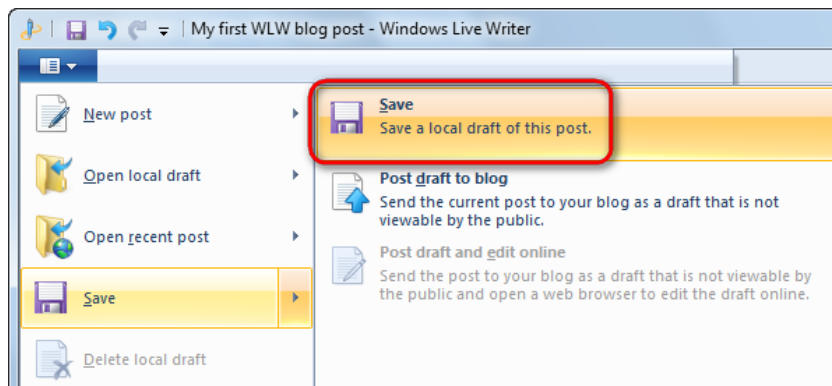 My first WLW blog post - Windows Live Writer
New post
Open local draft
Open recent post
Save
Delete local draft
Save
Save a local draft of this post.
Post draft to blog
Send the current post to your blog as a draft that is not
viewable by the public.
Post draft and edit online
Send the post to your blog as a draft that is not viewable by
the public and open a web browser to edit the draft online.